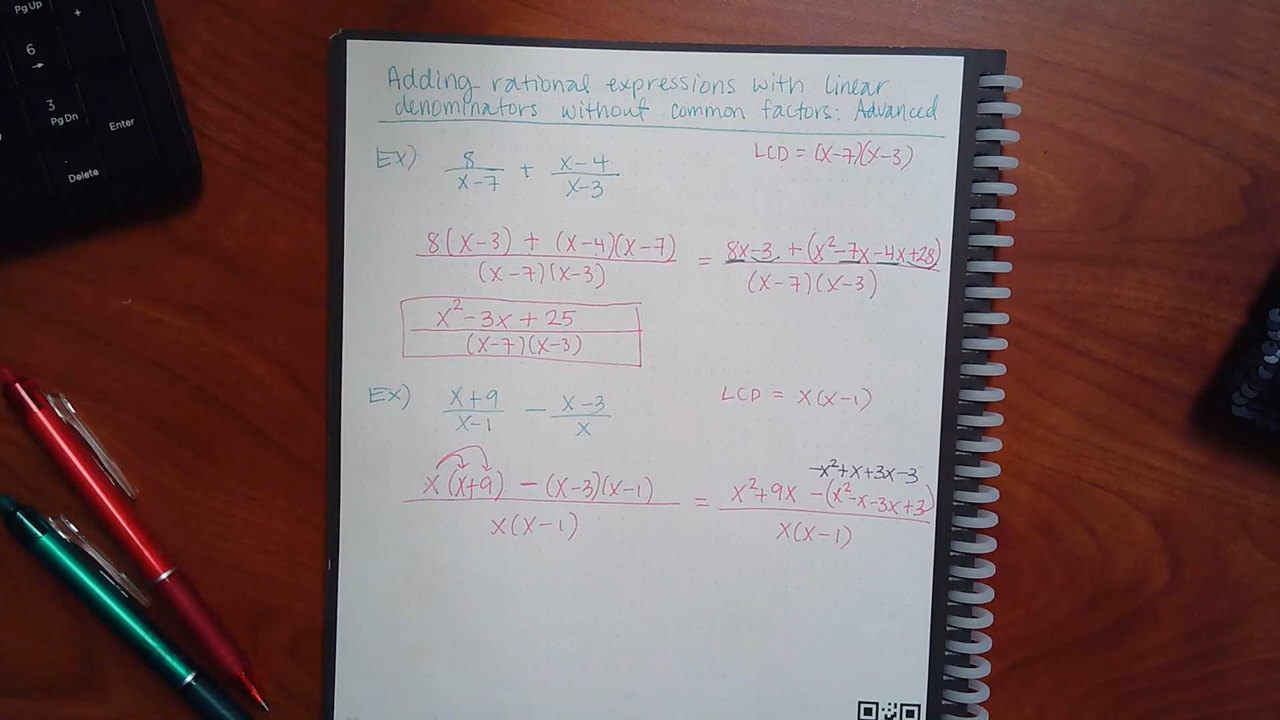 PgUp
+
6
→
3
PgDn
Enter
.
Delete
Adding rational expressions with linear
denominators without common factors: Advanced
EX) 8/(x-7) + (x-4)/(x-3) LCD = (x-7)(x-3)
(8(x-3) + (x-4)(x-7))/((x-7)(x-3)) = (8x-3 + (x²-7x-4x+28))/((x-7)(x-3))
(x²-3x+25)/((x-7)(x-3))
EX) (x+9)/(x-1) - (x-3)/x LCD = x(x-1)
-x²+x+3x-3
(x(x+9) - (x-3)(x-1))/(x(x-1)) = (x²+9x -(x²-x-3x+3))/(x(x-1))